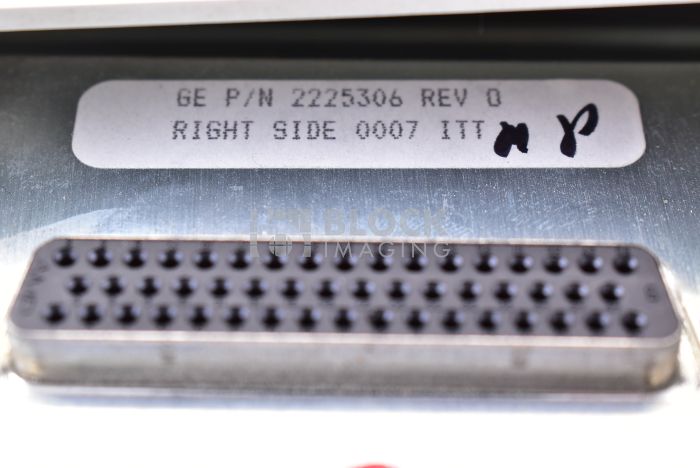 GE P/N 2225306 REV 0
RIGHT SIDE 0007 ITT
BLOCK
IMAGING